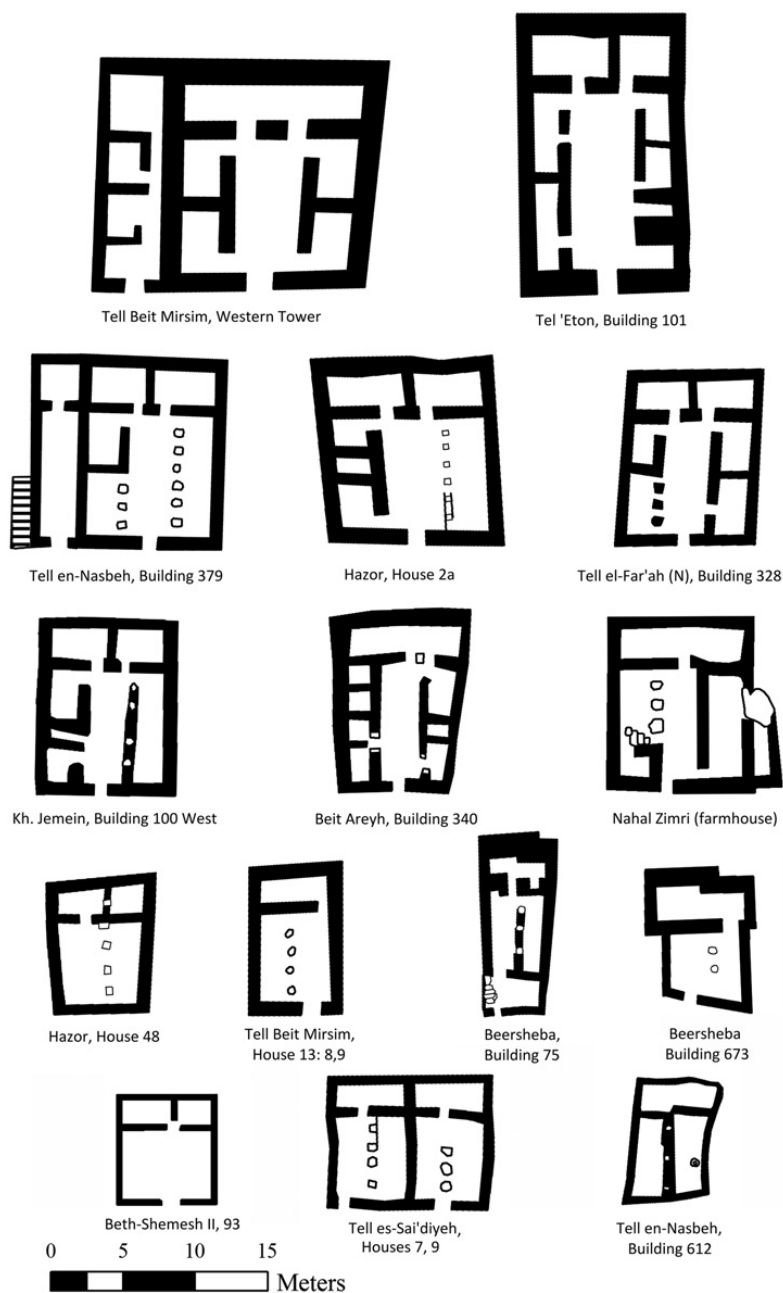 Tell Beit Mirsim, Western Tower
Tel 'Eton, Building 101
Tell en-Nasbeh, Building 379
Hazor, House 2a
Tell el-Far'ah (N), Building 328
Kh. Jemein, Building 100 West
Beit Areyh, Building 340
Nahal Zimri (farmhouse)
Hazor, House 48
Tell Beit Mirsim,
House 13: 8,9
Beersheba,
Building 75
Beersheba
Building 673
Beth-Shemesh II, 93
Tell es-Sai'diyeh,
Houses 7, 9
Tell en-Nasbeh,
Building 612
0 5 10 15
Meters